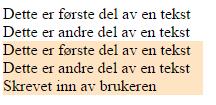 Dette er første del av en tekst
Dette er andre del av en tekst
Dette er første del av en tekst
Dette er andre del av en tekst
Skrevet inn av brukeren